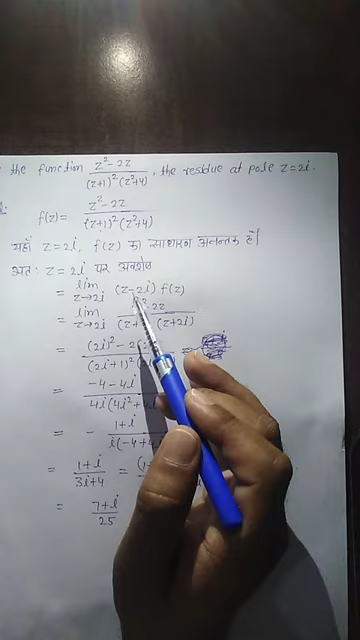 the function z²-2z / (z+1)²(z²+4), the residue at pole z=2i.
f(z)= z²-2z / (z+1)²(z²+4)
यहाँ z=2i, f(z) का साधारण अनन्तक है।
अतः z=2i पर अवशेष
= lim z→2i (z-2i) f(z)
= lim z→2i -2z / (z+ (z+2i)
= (2i)²-2(2 / (2i+1)²(2i
= -4-4i / 4i(4i²+4i
= - 1+i / i(-4+4
= 1+i / 3i+4 = (1 i
= 7+i / 25